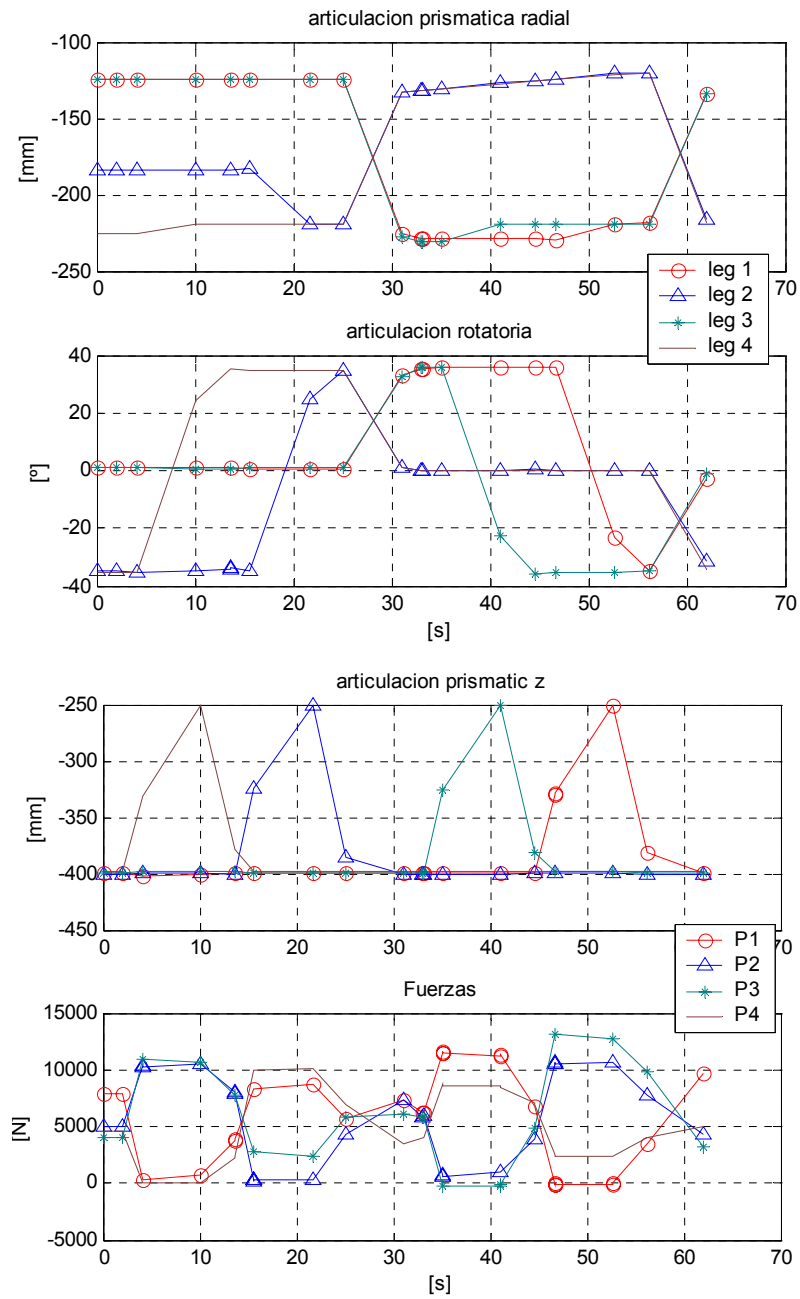 articulacion prismatica radial
-100
-150
-200
-250
[mm]
0 10 20 30 40 50 60 70
leg 1
leg 2
leg 3
leg 4
articulacion rotatoria
40
20
0
-20
-40
[º]
0 10 20 30 40 50 60 70
[s]
articulacion prismatic z
-250
-300
-350
-400
-450
[mm]
0 10 20 30 40 50 60 70
P1
P2
P3
P4
Fuerzas
15000
10000
5000
0
-5000
[N]
0 10 20 30 40 50 60 70
[s]